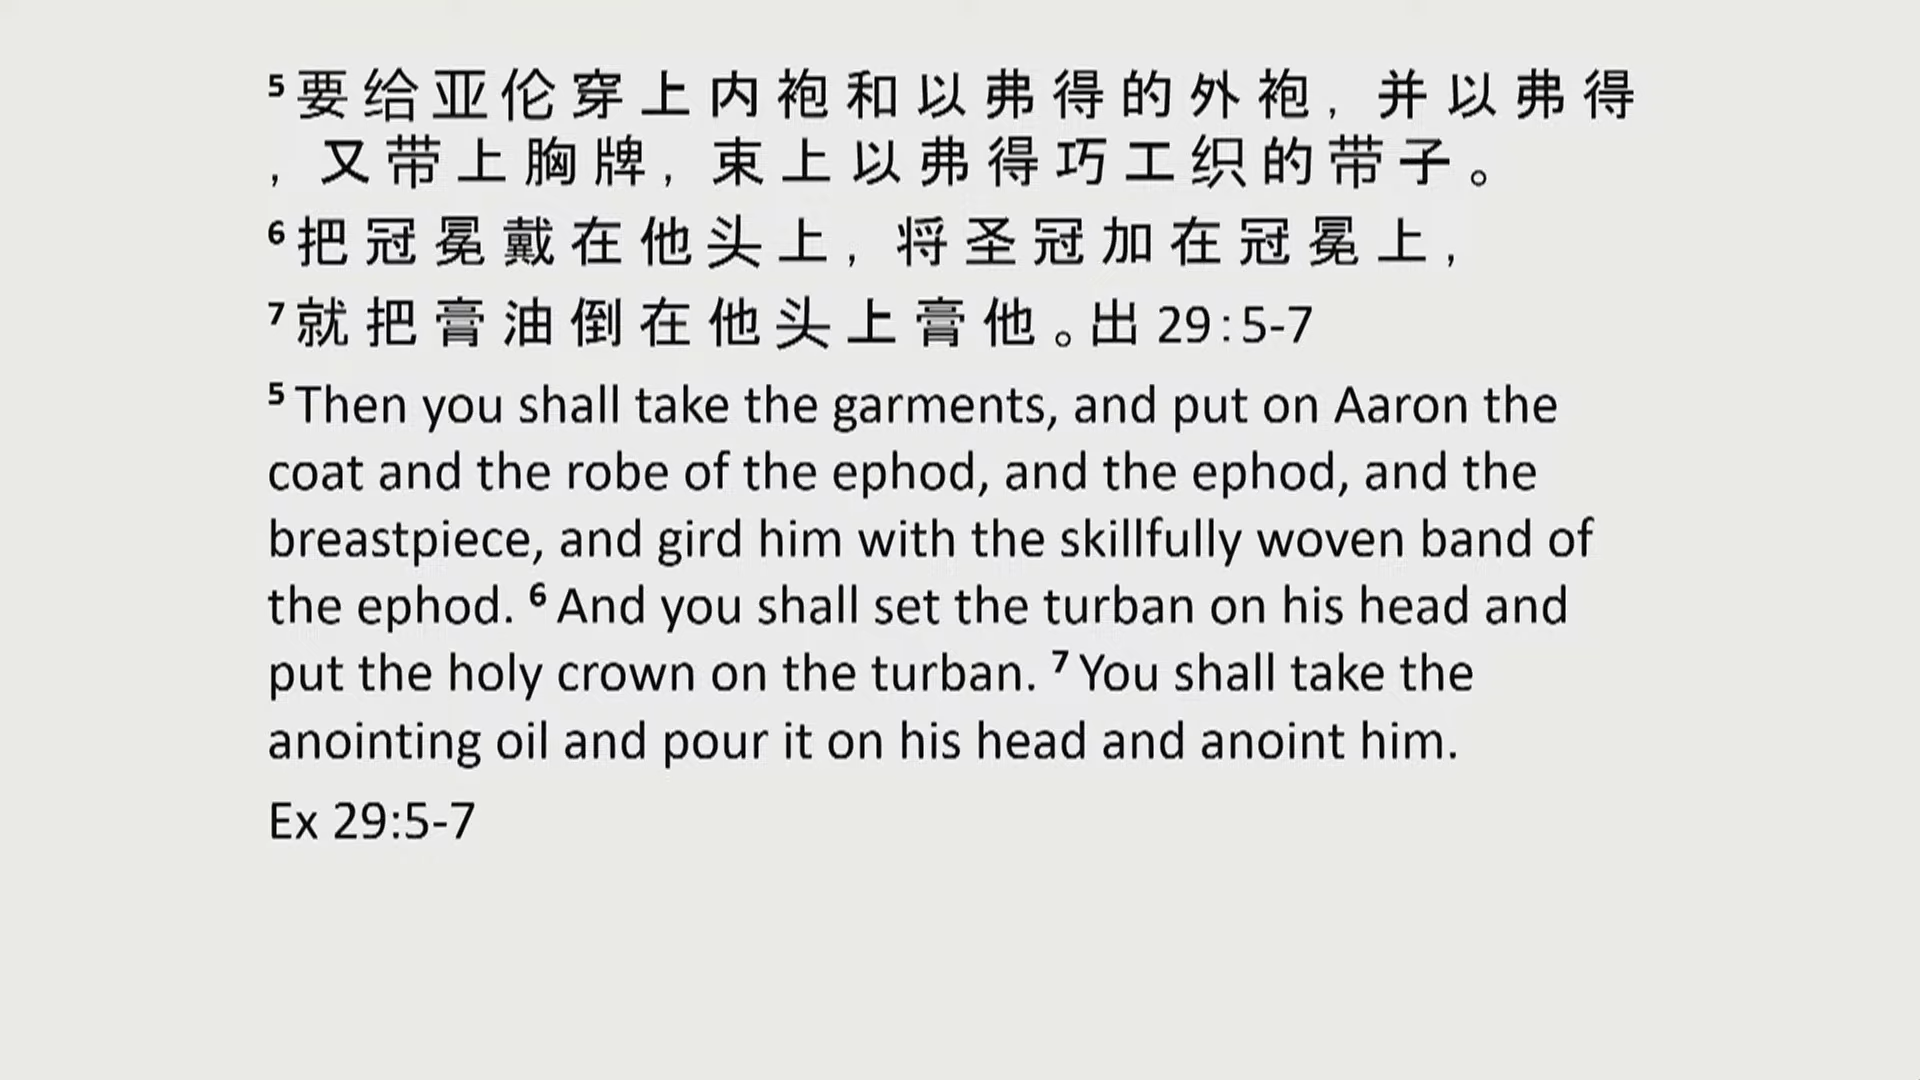 5 要 给 亚 伦 穿 上 内 袍 和 以 弗 得 的 外 袍 , 并 以 弗 得
, 又 带 上 胸 牌 , 束 上 以 弗 得 巧 工 织 的 带 子 。
6 把 冠 冕 戴 在 他 头 上 , 将 圣 冠 加 在 冠 冕 上 ,
7 就 把 膏 油 倒 在 他 头 上 膏 他 。出 29 : 5-7
5 Then you shall take the garments, and put on Aaron the
coat and the robe of the ephod, and the ephod, and the
breastpiece, and gird him with the skillfully woven band of
the ephod. 6 And you shall set the turban on his head and
put the holy crown on the turban. 7 You shall take the
anointing oil and pour it on his head and anoint him.
Ex 29:5-7